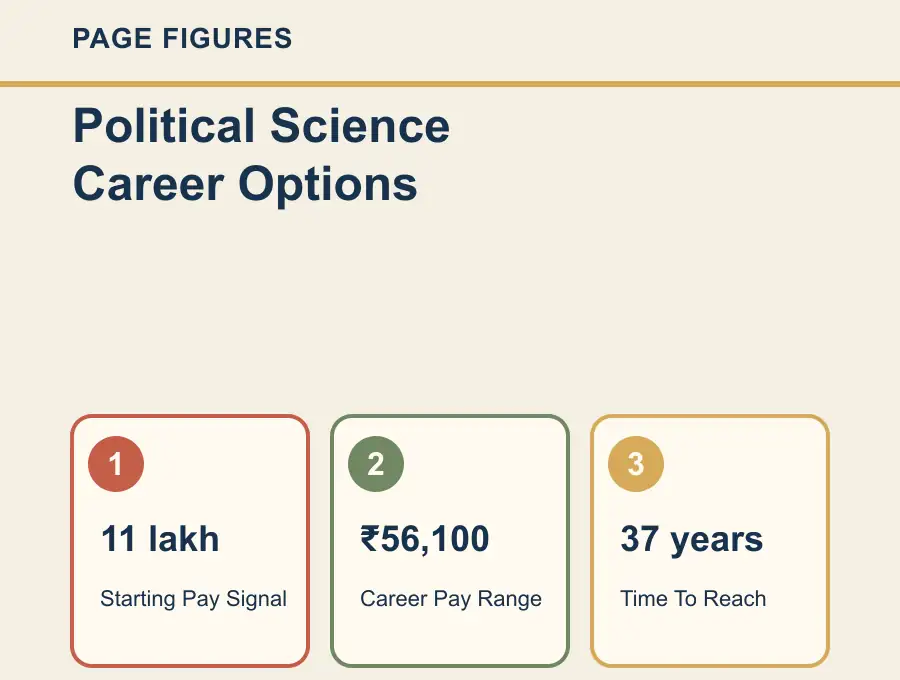 PAGE FIGURES
Political Science
Career Options
1
11 lakh
Starting Pay Signal
2
₹56,100
Career Pay Range
3
37 years
Time To Reach